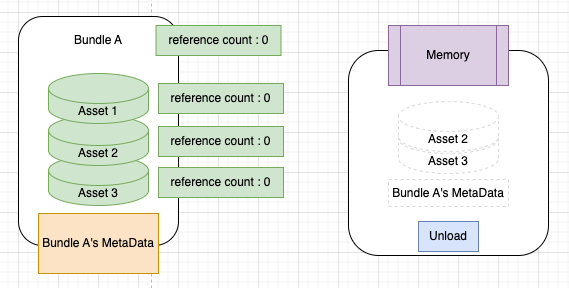 Bundle A
reference count : 0
Asset 1
reference count : 0
Asset 2
reference count : 0
Asset 3
reference count : 0
Bundle A's MetaData
Memory
Asset 2
Asset 3
Bundle A's MetaData
Unload